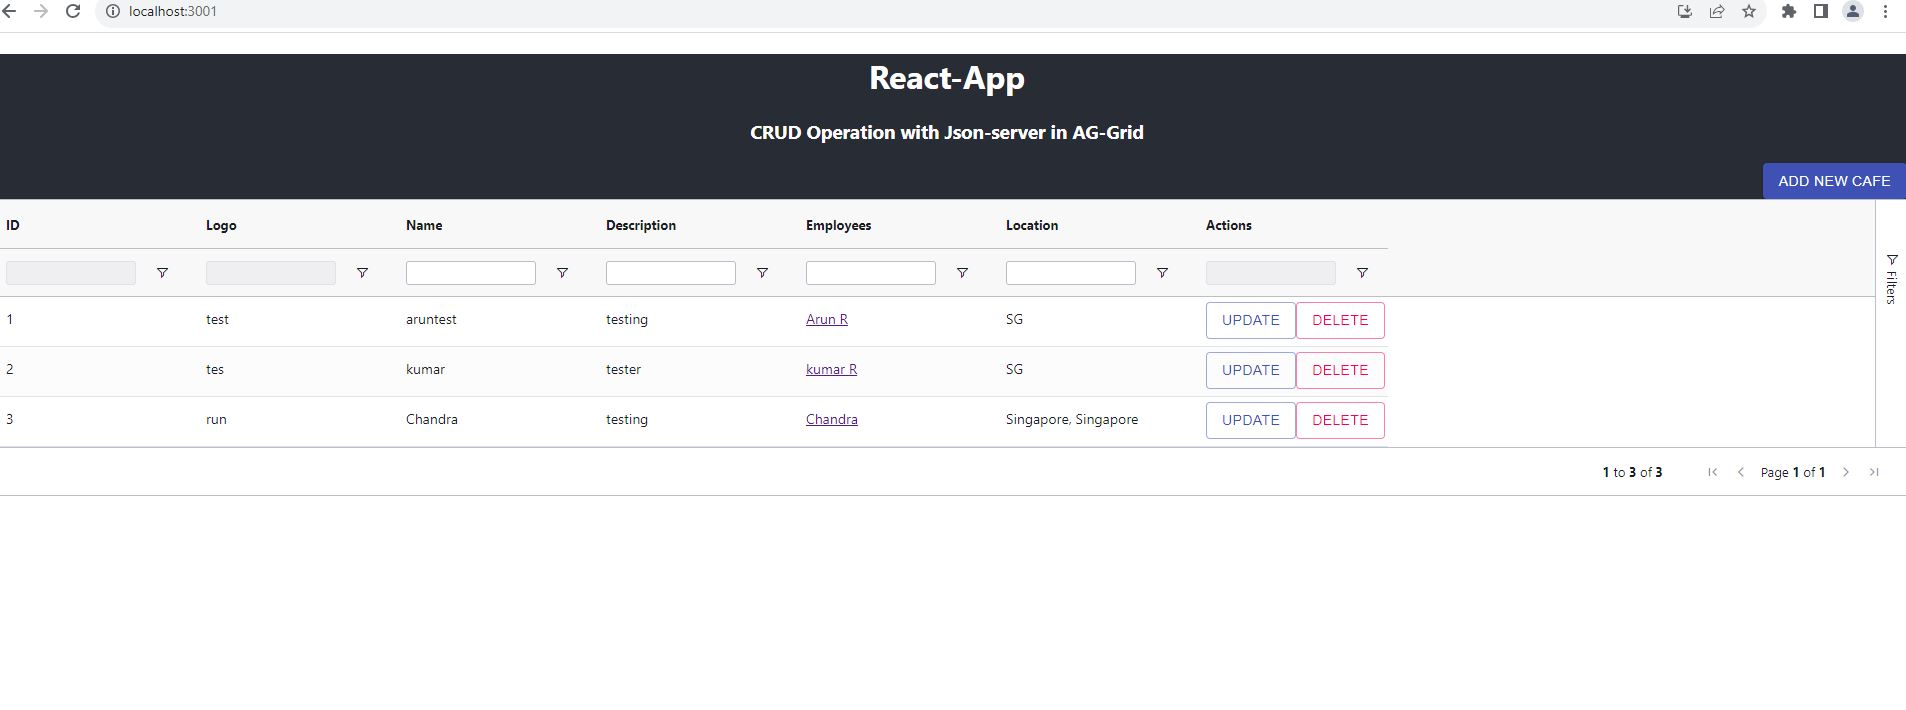 localhost:3001
React-App
CRUD Operation with Json-server in AG-Grid
ADD NEW CAFE
ID Logo Name Description Employees Location Actions
Filters
1 test aruntest testing Arun R SG UPDATE DELETE
2 tes kumar tester kumar R SG UPDATE DELETE
3 run Chandra testing Chandra Singapore, Singapore UPDATE DELETE
1 to 3 of 3 Page 1 of 1